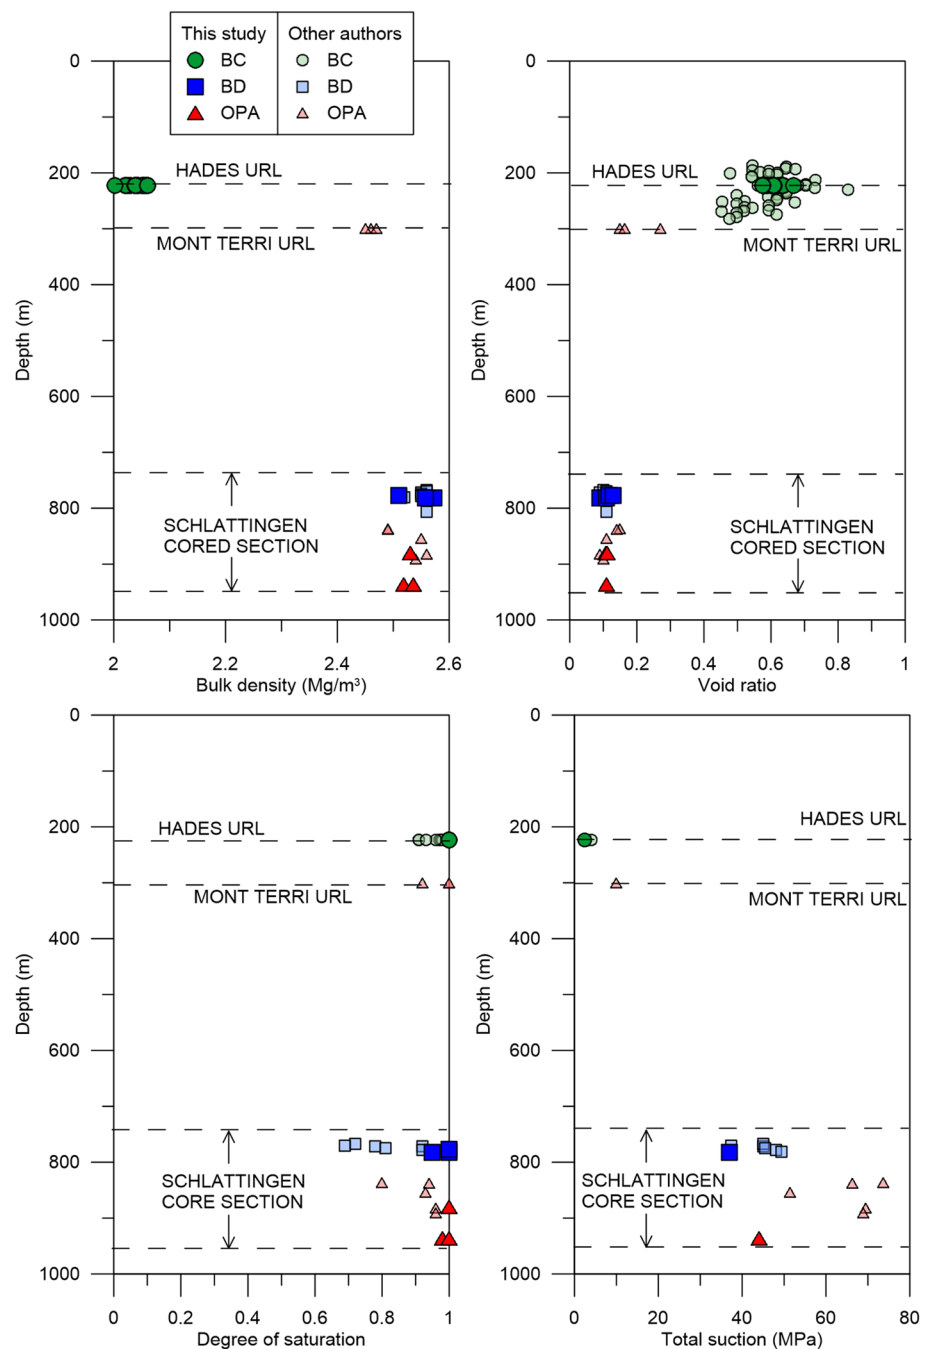 This study Other authors
BC BC
BD BD
OPA OPA
0
200
400
600
800
1000
Depth (m)
HADES URL
MONT TERRI URL
SCHLATTINGEN
CORED SECTION
2 2.2 2.4 2.6
Bulk density (Mg/m³)
0
200
400
600
800
1000
Depth (m)
HADES URL
MONT TERRI URL
SCHLATTINGEN
CORED SECTION
0 0.2 0.4 0.6 0.8 1
Void ratio
0
200
400
600
800
1000
Depth (m)
HADES URL
MONT TERRI URL
SCHLATTINGEN
CORE SECTION
0 0.2 0.4 0.6 0.8 1
Degree of saturation
0
200
400
600
800
1000
Depth (m)
HADES URL
MONT TERRI URL
SCHLATTINGEN
CORE SECTION
0 20 40 60 80
Total suction (MPa)